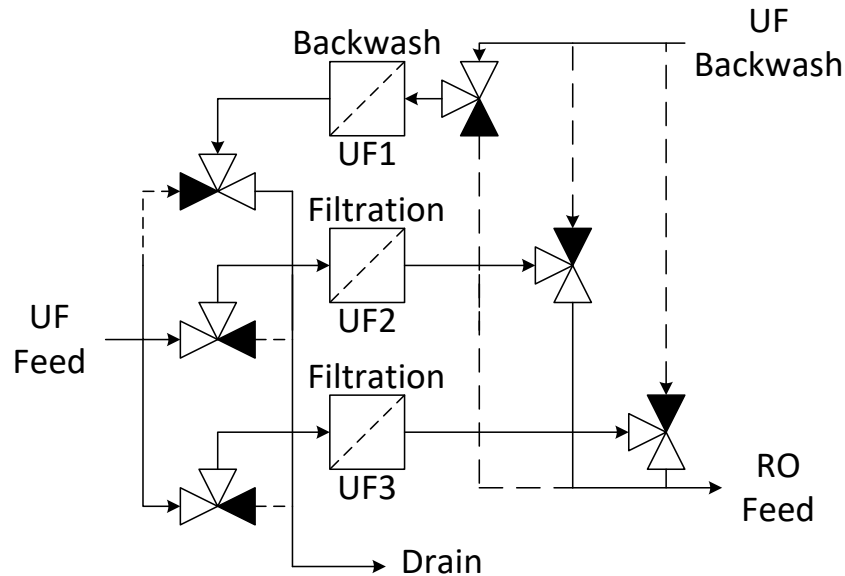 Backwash
UF
Backwash
UF1
Filtration
UF2
UF
Feed
Filtration
UF3
RO
Feed
Drain